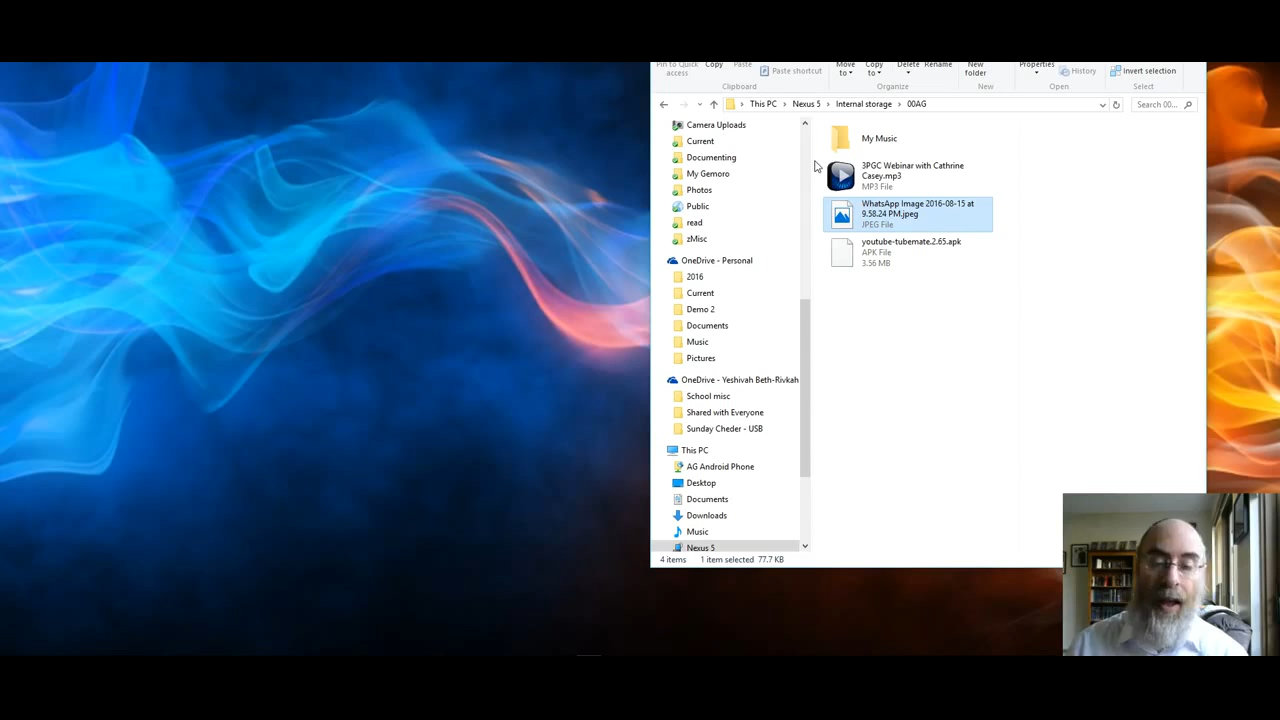 Pin to Quick access
Copy
Paste
Paste shortcut
Move to
Copy to
Delete
Rename
New folder
Properties
History
Invert selection
Clipboard
Organize
New
Open
Select
This PC
Nexus 5
Internal storage
00AG
Search 00...
Camera Uploads
Current
Documenting
My Gemoro
Photos
Public
read
zMisc
OneDrive - Personal
2016
Current
Demo 2
Documents
Music
Pictures
OneDrive - Yeshivah Beth-Rivkah
School misc
Shared with Everyone
Sunday Cheder - USB
This PC
AG Android Phone
Desktop
Documents
Downloads
Music
Nexus 5
My Music
3PGC Webinar with Cathrine
Casey.mp3
MP3 File
WhatsApp Image 2016-08-15 at
9.58.24 PM.jpeg
JPEG File
youtube-tubemate.2.65.apk
APK File
3.56 MB
4 items
1 item selected 77.7 KB